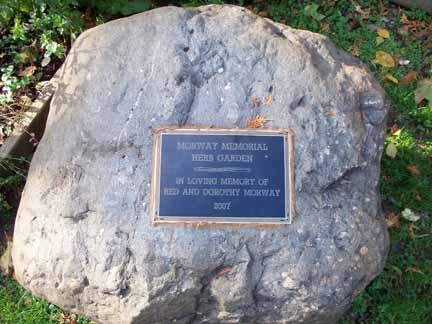 MORWAY MEMORIAL
HERB GARDEN
IN LOVING MEMORY OF
RED AND DOROTHY MORWAY
2007